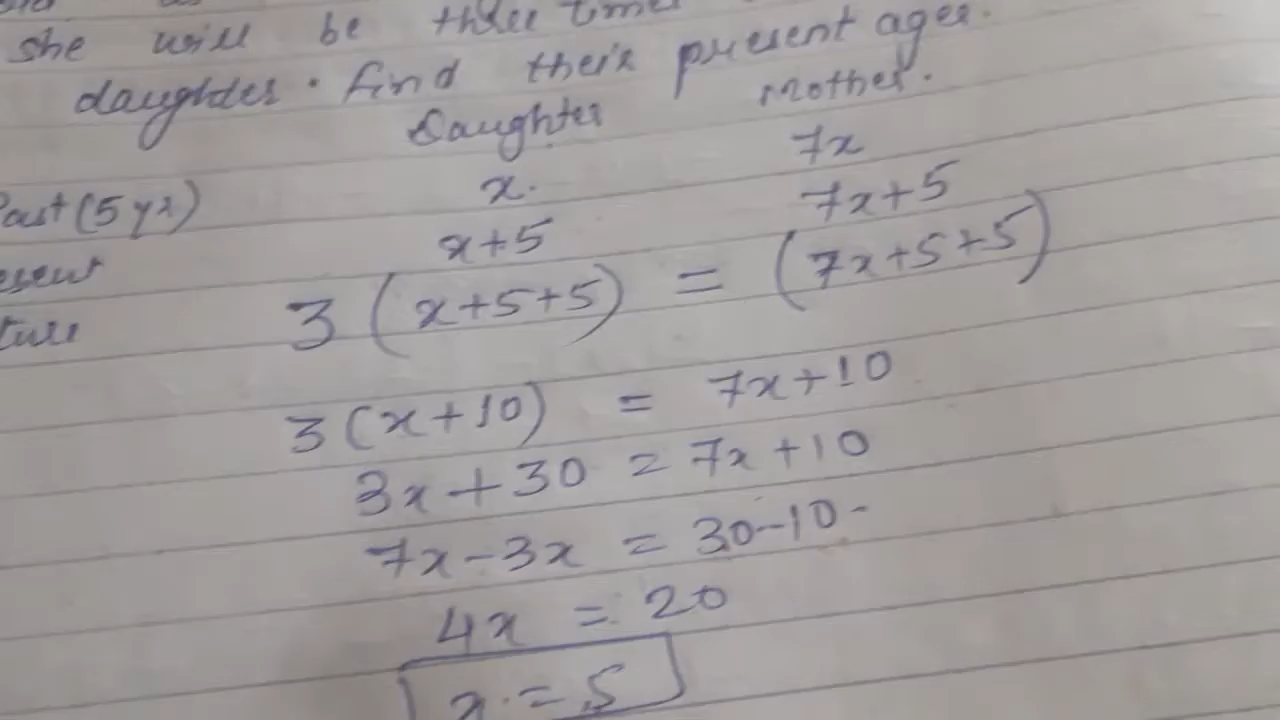 she will be three times
daughter. find their present ages.
Daughter Mother.
Past (5 yr) x. 7x
x+5 7x+5
3 (x+5+5) = (7x+5+5)
3(x+10) = 7x+10
3x+30 = 7x+10
7x-3x = 30-10-
4x = 20
x = 5